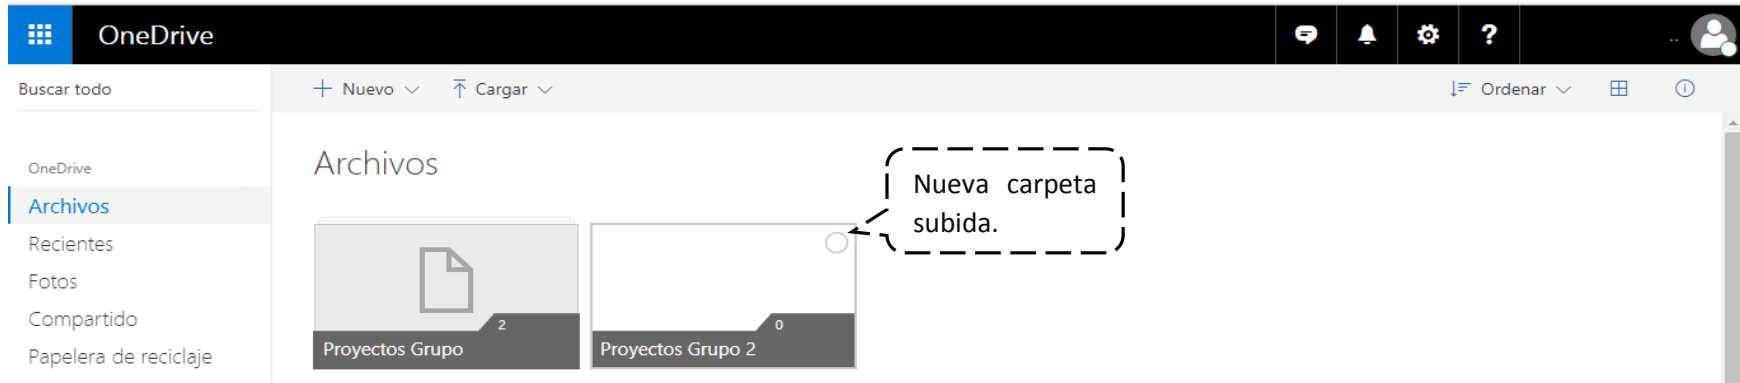 OneDrive
?
..
Buscar todo
Nuevo
Cargar
Ordenar
OneDrive
Archivos
Recientes
Fotos
Compartido
Papelera de reciclaje
Archivos
Nueva carpeta
subida.
2
Proyectos Grupo
0
Proyectos Grupo 2